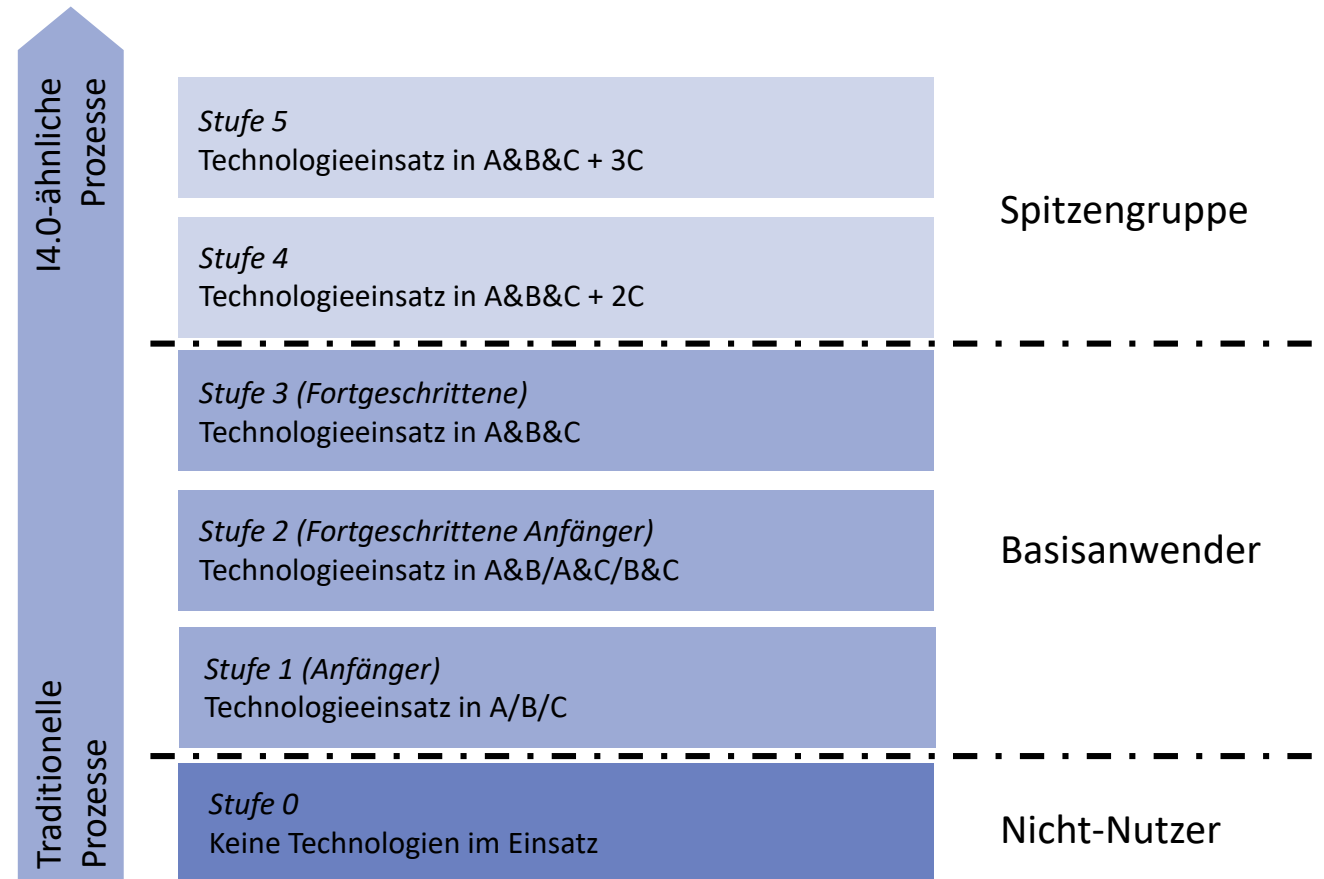 I4.0-ähnliche
Prozesse
Stufe 5
Technologieeinsatz in A&B&C + 3C
Spitzengruppe
Stufe 4
Technologieeinsatz in A&B&C + 2C
Stufe 3 (Fortgeschrittene)
Technologieeinsatz in A&B&C
Stufe 2 (Fortgeschrittene Anfänger)
Technologieeinsatz in A&B/A&C/B&C
Basisanwender
Stufe 1 (Anfänger)
Technologieeinsatz in A/B/C
Traditionelle
Prozesse
Stufe 0
Keine Technologien im Einsatz
Nicht-Nutzer